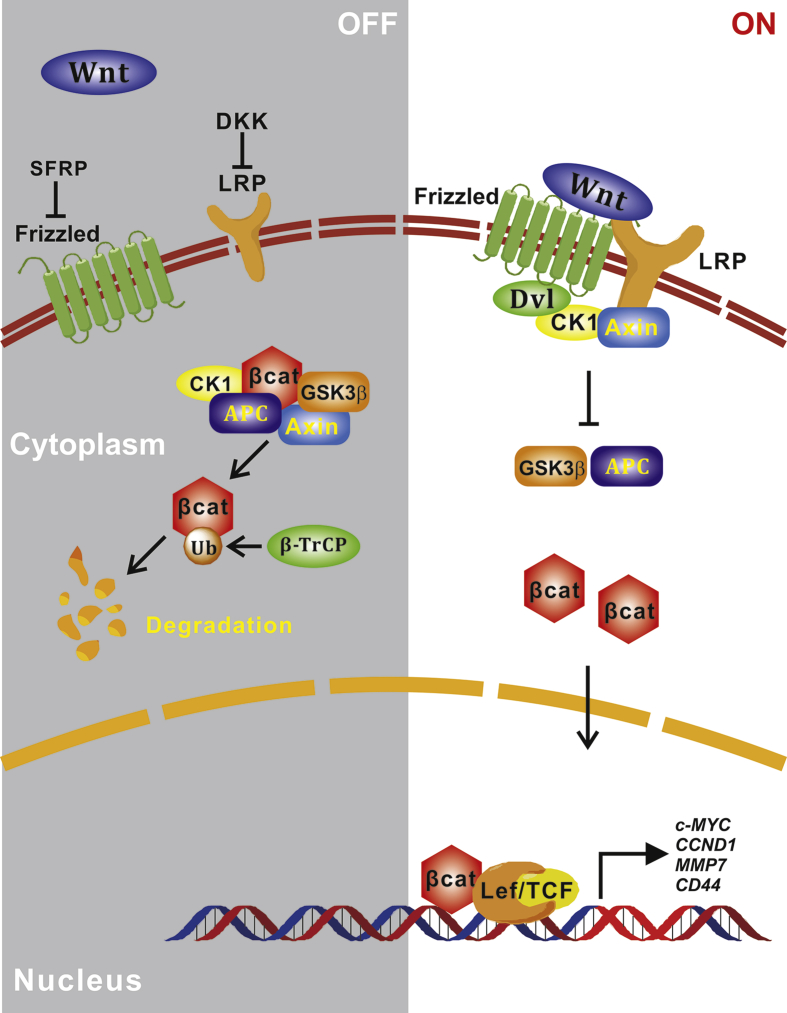 OFF
ON
Wnt
DKK
SFRP
LRP
Frizzled
Frizzled
Wnt
LRP
Dvl
CK1
Axin
CK1
βcat
GSK3β
APC
Axin
Cytoplasm
GSK3β
APC
βcat
Ub
β-TrCP
Degradation
βcat
βcat
c-MYC
CCND1
MMP7
CD44
βcat
Lef/TCF
Nucleus